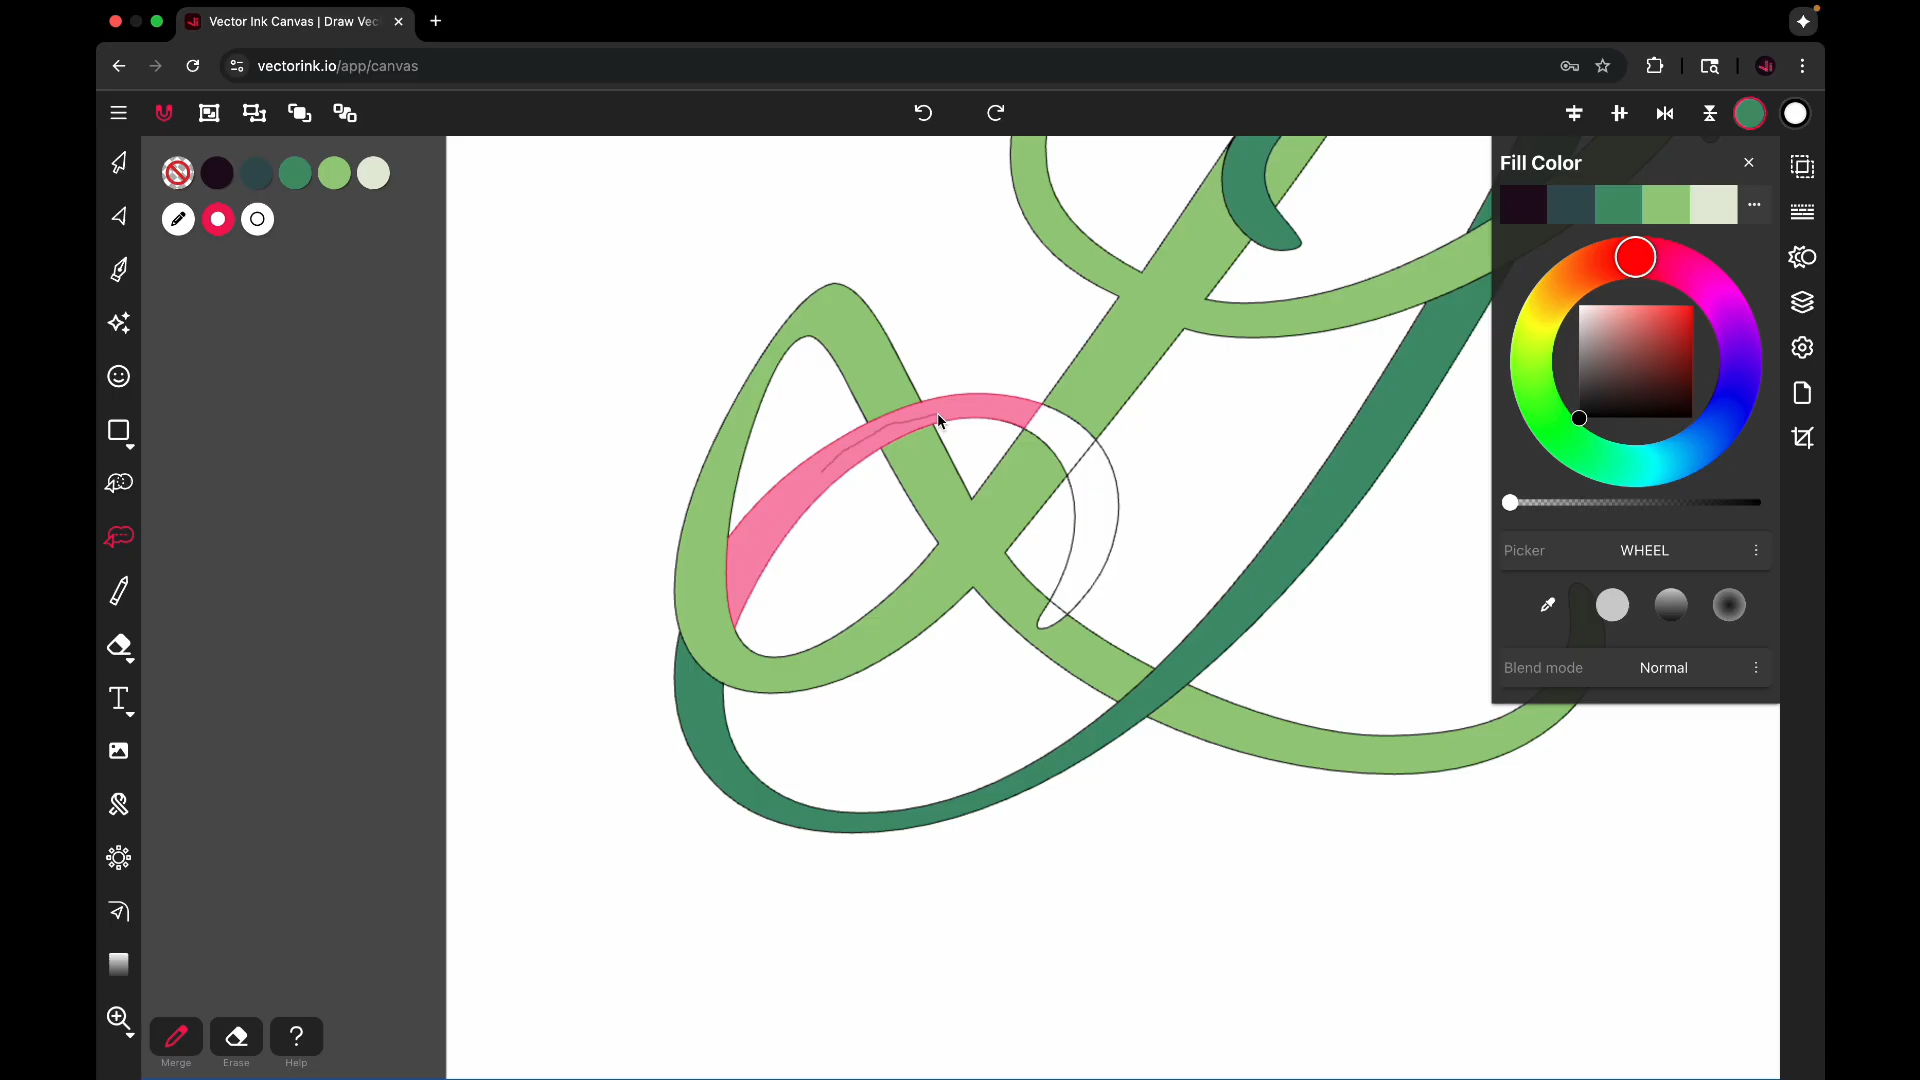 Vector Ink Canvas | Draw Vec
vectorink.io/app/canvas
Fill Color
Picker
WHEEL
Blend mode
Normal
Merge
Erase
?
Help